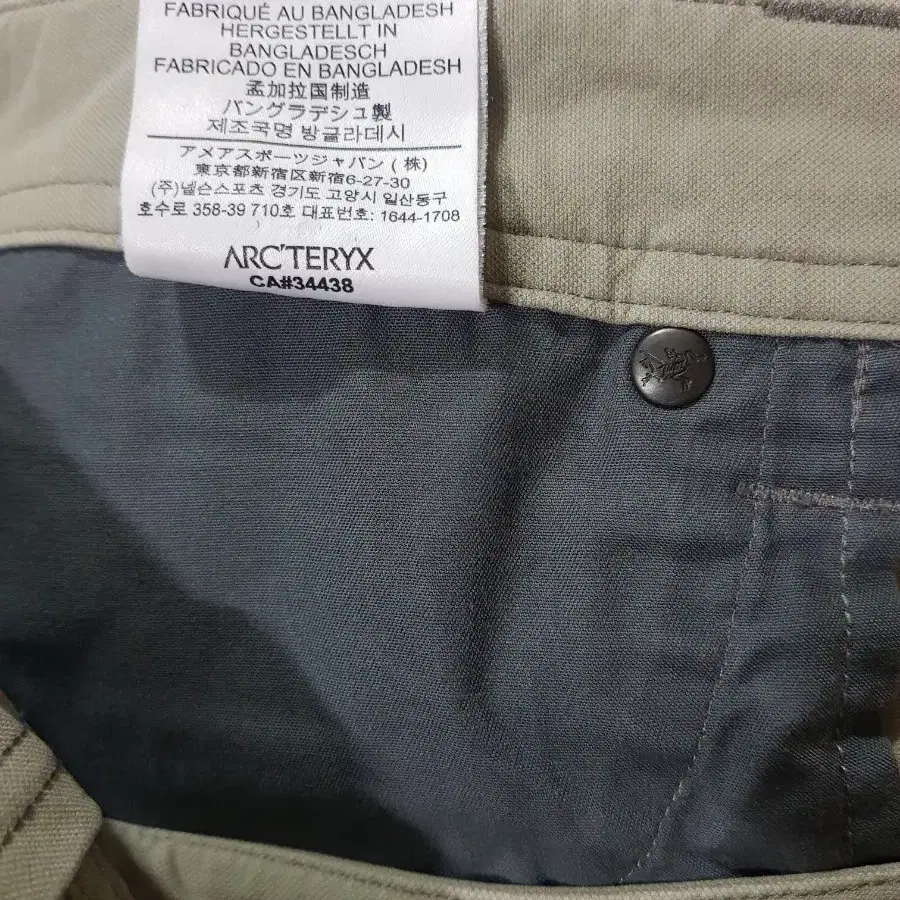 FABRIQUÉ AU BANGLADESH
HERGESTELLT IN
BANGLADESCH
FABRICADO EN BANGLADESH
孟加拉国制造
バングラデシュ製
제조국명 방글라데시
アメアスポーツジャパン (株)
東京都新宿区新宿6-27-30
(주)넬슨스포츠 경기도 고양시 일산동구
호수로 358-39 710호 대표번호: 1644-1708
ARC'TERYX
CA#34438